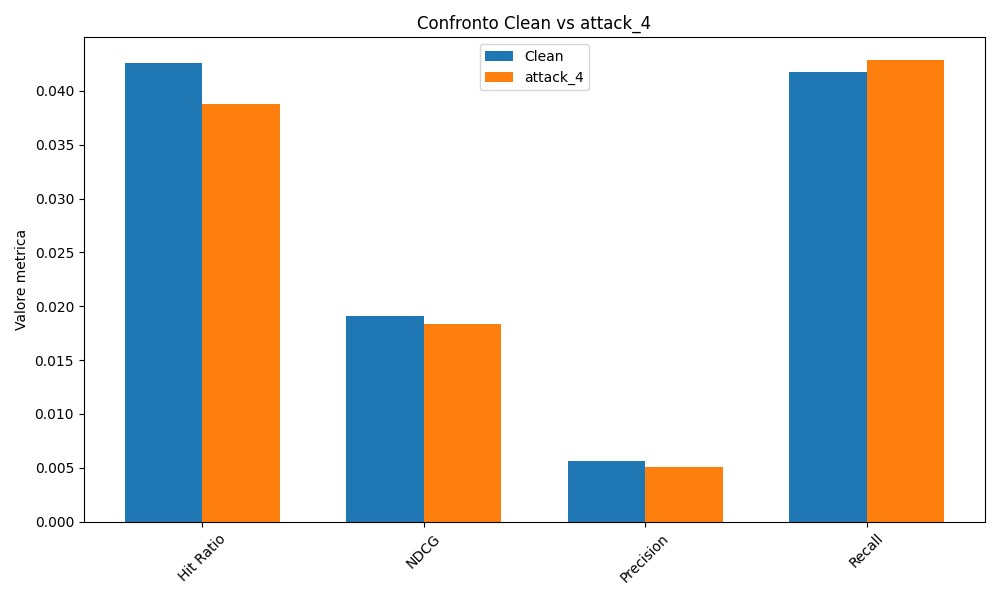 Confronto Clean vs attack_4
Clean
attack_4
Valore metrica
0.040
0.035
0.030
0.025
0.020
0.015
0.010
0.005
0.000
Hit Ratio
NDCG
Precision
Recall